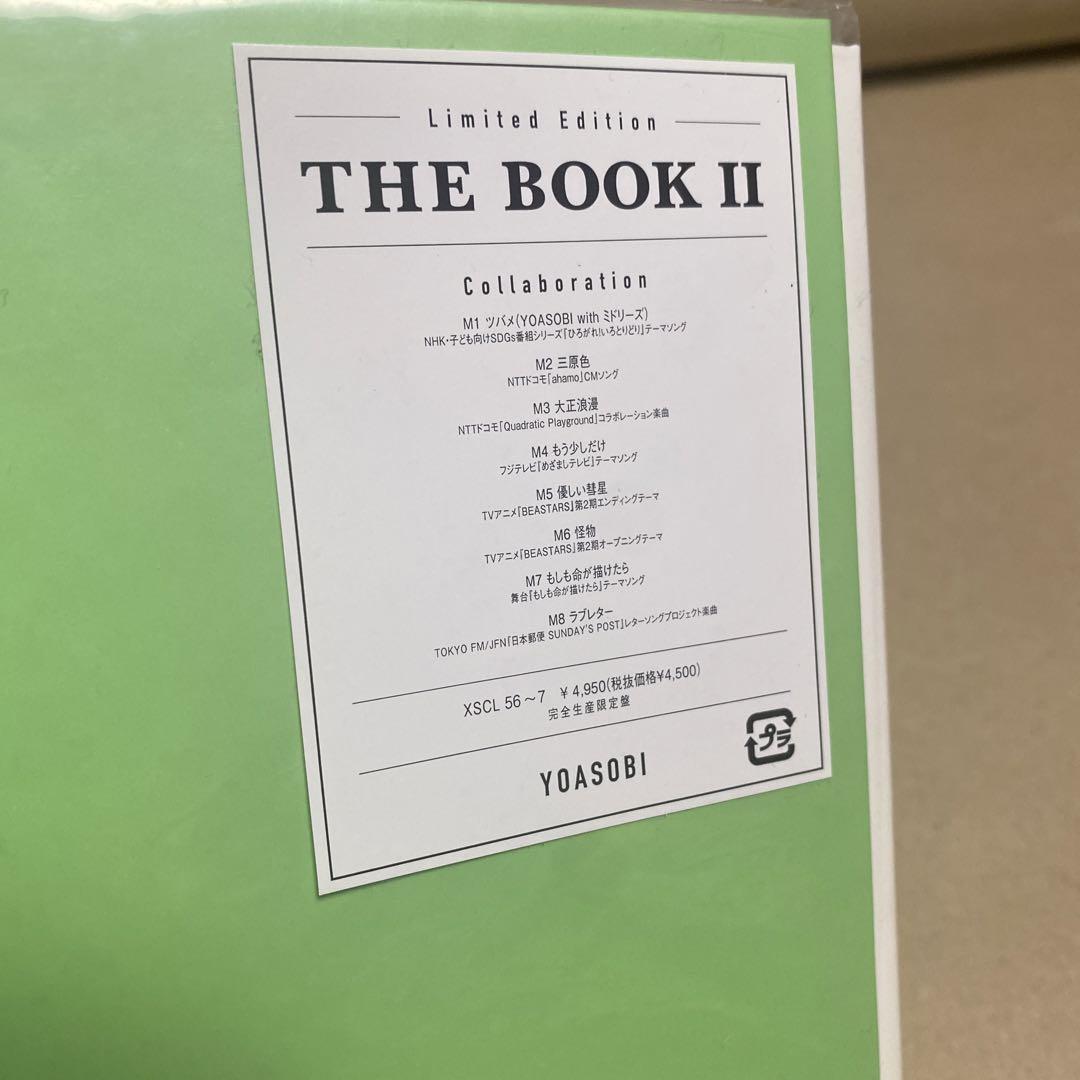 Limited Edition
THE BOOK II
Collaboration
M1 ツバメ(YOASOBI with ミドリーズ)
NHK・子ども向けSDGs番組シリーズ『ひろがれ!いろとりどり』テーマソング
M2 三原色
NTTドコモ「ahamo」CMソング
M3 大正浪漫
NTTドコモ「Quadratic Playground」コラボレーション楽曲
M4 もう少しだけ
フジテレビ『めざましテレビ』テーマソング
M5 優しい彗星
TVアニメ『BEASTARS』第2期エンディングテーマ
M6 怪物
TVアニメ『BEASTARS』第2期オープニングテーマ
M7 もしも命が描けたら
舞台『もしも命が描けたら』テーマソング
M8 ラブレター
TOKYO FM/JFN「日本郵便 SUNDAY'S POST」レターソングプロジェクト楽曲
XSCL 56～7 ¥4,950(税抜価格¥4,500)
完全生産限定盤
プラ
YOASOBI